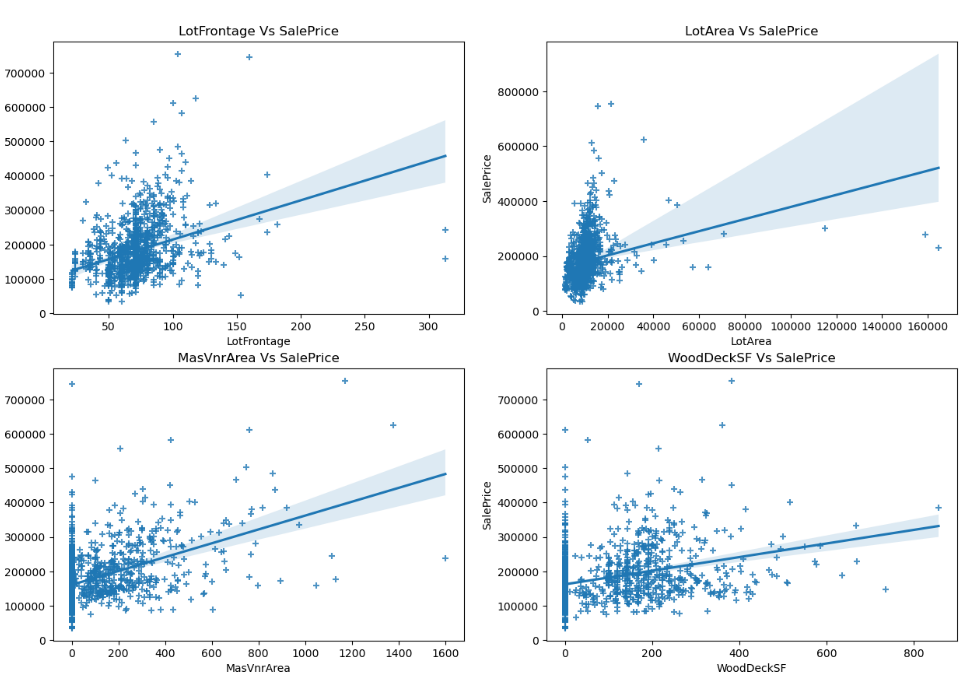 LotFrontage Vs SalePrice
700000
600000
500000
400000
300000
200000
100000
0
50 100 150 200 250 300
LotFrontage
LotArea Vs SalePrice
SalePrice
800000
600000
400000
200000
0
0 20000 40000 60000 80000 100000 120000 140000 160000
LotArea
MasVnrArea Vs SalePrice
700000
600000
500000
400000
300000
200000
100000
0
0 200 400 600 800 1000 1200 1400 1600
MasVnrArea
WoodDeckSF Vs SalePrice
SalePrice
700000
600000
500000
400000
300000
200000
100000
0
0 200 400 600 800
WoodDeckSF